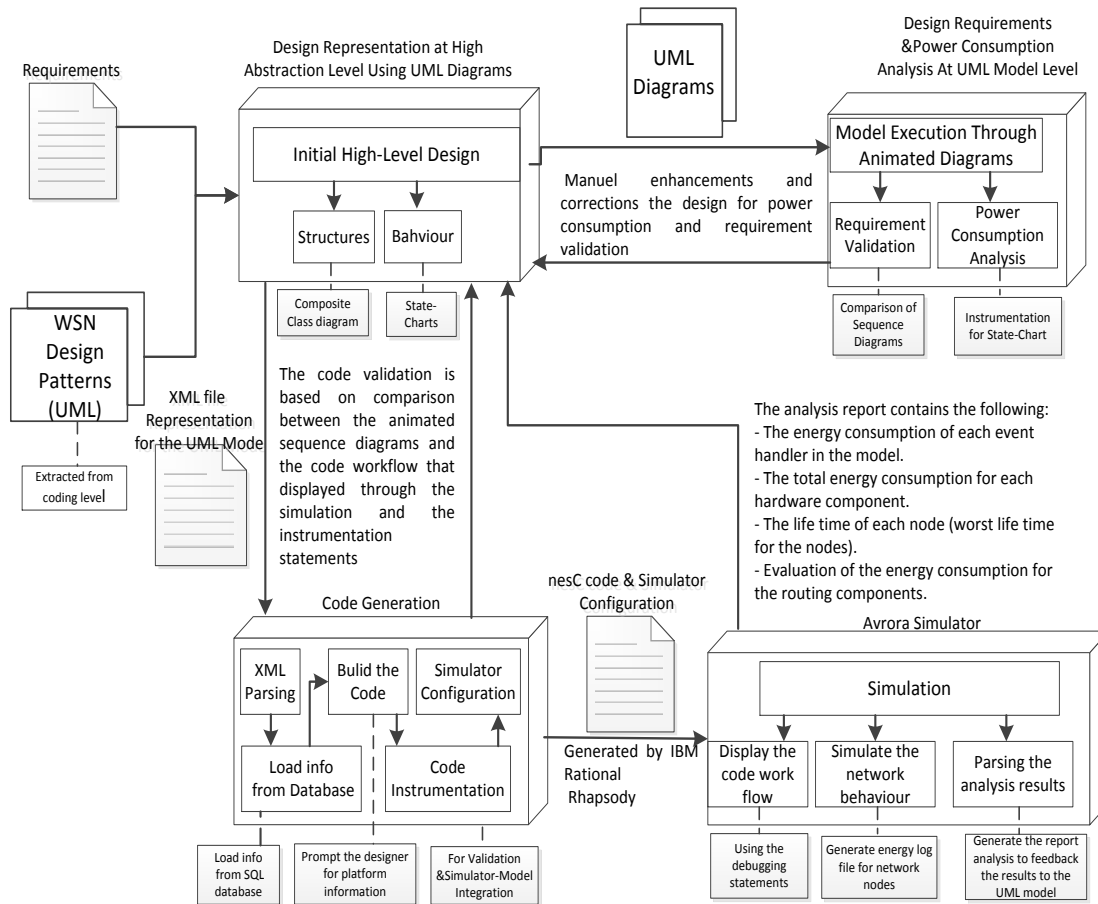 Design Representation at High
Abstraction Level Using UML Diagrams
Requirements
UML
Diagrams
Design Requirements
&Power Consumption
Analysis At UML Model Level
Initial High-Level Design
Structures
Bahviour
Composite
Class diagram
State-
Charts
Manuel enhancements and
corrections the design for power
consumption and requirement
validation
Model Execution Through
Animated Diagrams
Requirement
Validation
Power
Consumption
Analysis
Comparison of
Sequence
Diagrams
Instrumentation
for State-Chart
WSN
Design
Patterns
(UML)
Extracted from
coding level
XML file
Representation
for the UML Mode
The code validation is
based on comparison
between the animated
sequence diagrams and
the code workflow that
displayed through the
simulation and the
instrumentation
statements
The analysis report contains the following:
- The energy consumption of each event
handler in the model.
- The total energy consumption for each
hardware component.
- The life time of each node (worst life time
for the nodes).
- Evaluation of the energy consumption for
the routing components.
Code Generation
nesC code & Simulator
Configuration
Avrora Simulator
XML
Parsing
Bulid the
Code
Simulator
Configuration
Load info
from Database
Code
Instrumentation
Load info
from SQL
database
Prompt the designer
for platform
information
For Validation
&Simulator-Model
Integration
Generated by IBM
Rational
Rhapsody
Simulation
Display the
code work
flow
Simulate the
network
behaviour
Parsing the
analysis results
Using the
debugging
statements
Generate energy log
file for network
nodes
Generate the report
analysis to feedback
the results to the
UML model